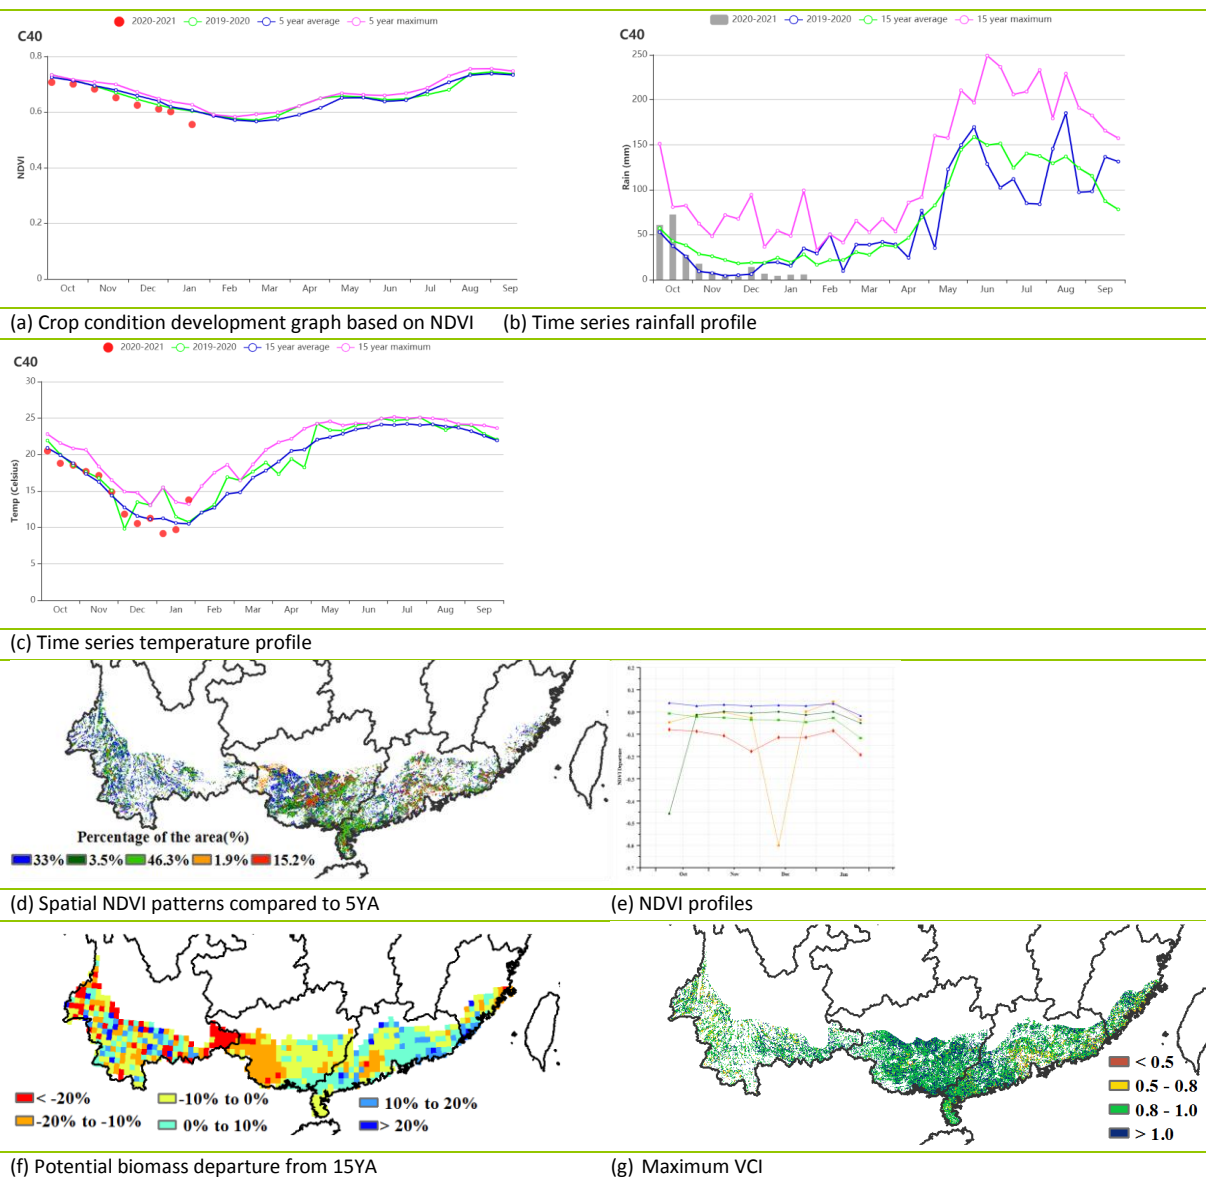 2020-2021 2019-2020 5 year average 5 year maximum
C40
NDVI
0.8
0.6
0.4
0.2
0
Oct Nov Dec Jan Feb Mar Apr May Jun Jul Aug Sep
2020-2021 2019-2020 15 year average 15 year maximum
C40
Rain (mm)
250
200
150
100
50
0
Oct Nov Dec Jan Feb Mar Apr May Jun Jul Aug Sep
(a) Crop condition development graph based on NDVI (b) Time series rainfall profile
2020-2021 2019-2020 15 year average 15 year maximum
C40
Temp (Celsius)
30
25
20
15
10
5
0
Oct Nov Dec Jan Feb Mar Apr May Jun Jul Aug Sep
(c) Time series temperature profile
Percentage of the area(%)
33% 3.5% 46.3% 1.9% 15.2%
NDVI Departure
Oct Nov Dec Jan
(d) Spatial NDVI patterns compared to 5YA (e) NDVI profiles
< -20% -10% to 0% 10% to 20%
-20% to -10% 0% to 10% > 20%
< 0.5
0.5 - 0.8
0.8 - 1.0
> 1.0
(f) Potential biomass departure from 15YA (g) Maximum VCI